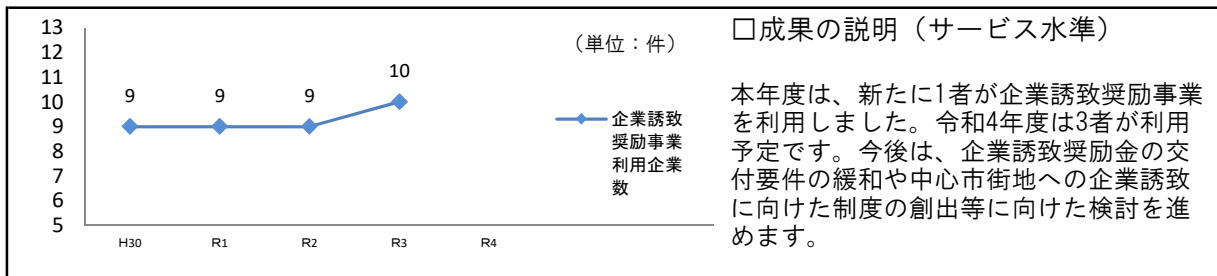 13
12
11
10
9
8
7
6
5
9
9
9
10
H30
R1
R2
R3
R4
（単位：件）
企業誘致
奨励事業
利用企業
数
□成果の説明（サービス水準）
本年度は、新たに1者が企業誘致奨励事業
を利用しました。令和4年度は3者が利用
予定です。今後は、企業誘致奨励金の交
付要件の緩和や中心市街地への企業誘致
に向けた制度の創出等に向けた検討を進
めます。